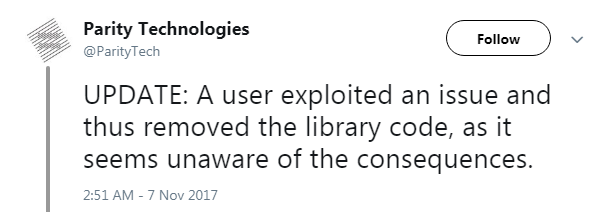 Parity Technologies
@ParityTech
Follow
UPDATE: A user exploited an issue and
thus removed the library code, as it
seems unaware of the consequences.
2:51 AM - 7 Nov 2017